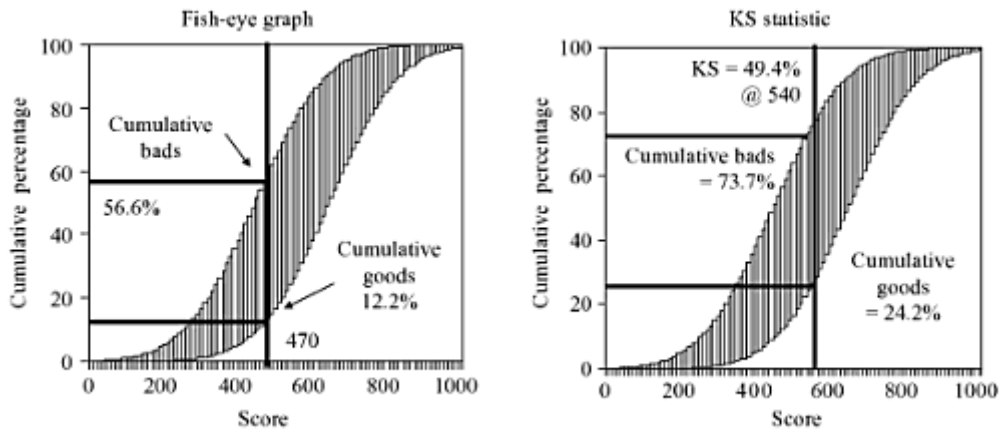 Fish-eye graph
Cumulative percentage
100
80
60
40
20
0
Cumulative
bads
56.6%
Cumulative
goods
12.2%
470
0 200 400 600 800 1000
Score
KS statistic
Cumulative percentage
100
80
60
40
20
0
KS = 49.4%
@ 540
Cumulative bads
= 73.7%
Cumulative
goods
= 24.2%
0 200 400 600 800 1000
Score